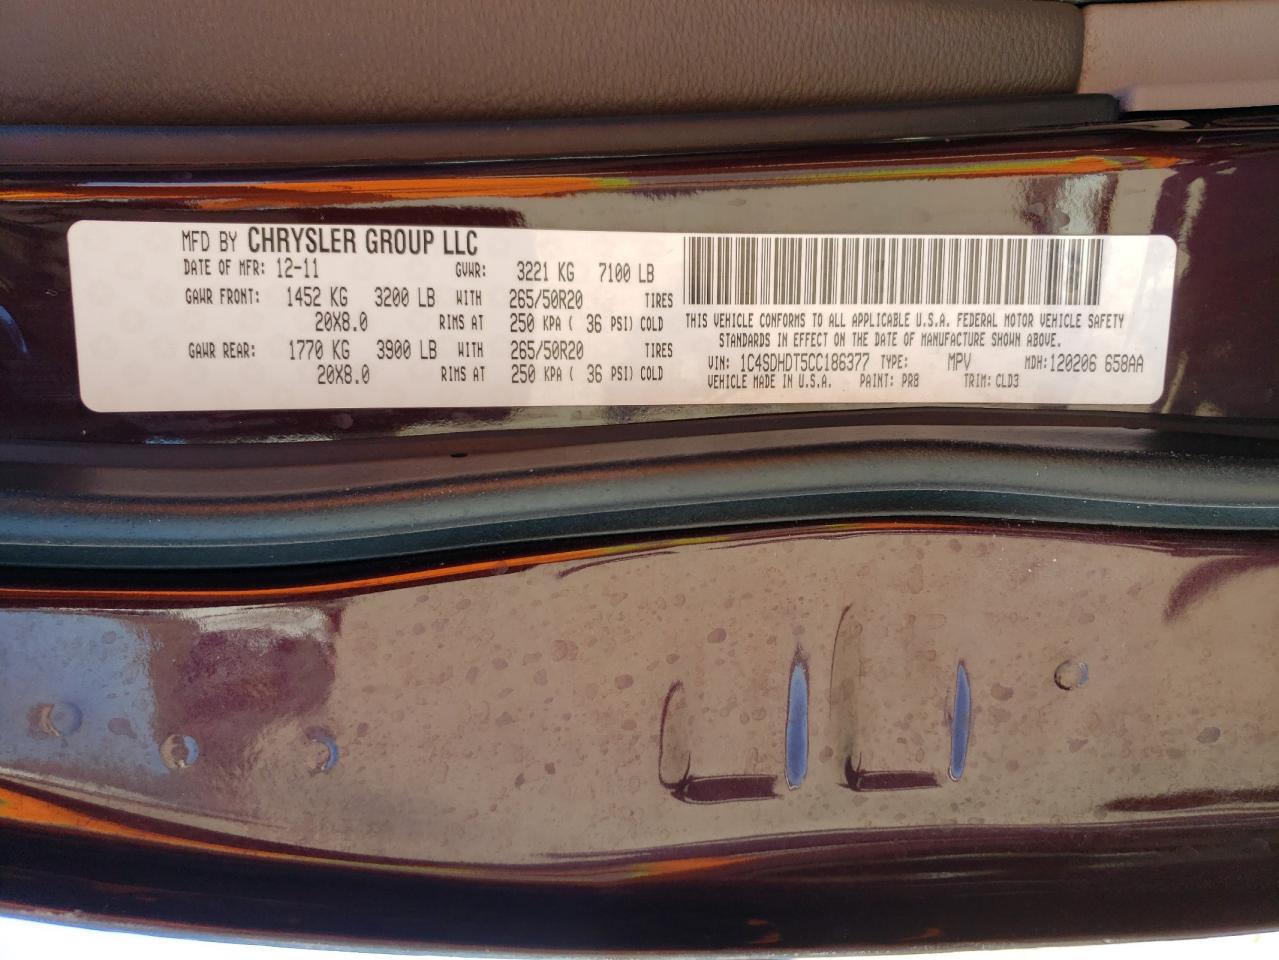 MFD BY CHRYSLER GROUP LLC
DATE OF MFR: 12-11 GVWR: 3221 KG 7100 LB
GAWR FRONT: 1452 KG 3200 LB WITH 265/50R20 TIRES
20X8.0 RIMS AT 250 KPA ( 36 PSI) COLD
GAWR REAR: 1770 KG 3900 LB WITH 265/50R20 TIRES
20X8.0 RIMS AT 250 KPA ( 36 PSI) COLD
THIS VEHICLE CONFORMS TO ALL APPLICABLE U.S.A. FEDERAL MOTOR VEHICLE SAFETY
STANDARDS IN EFFECT ON THE DATE OF MANUFACTURE SHOWN ABOVE.
VIN: 1C4SDHDT5CC186377 TYPE: MPV MDH:120206 658AA
VEHICLE MADE IN U.S.A. PAINT: PR8 TRIM: CLD3